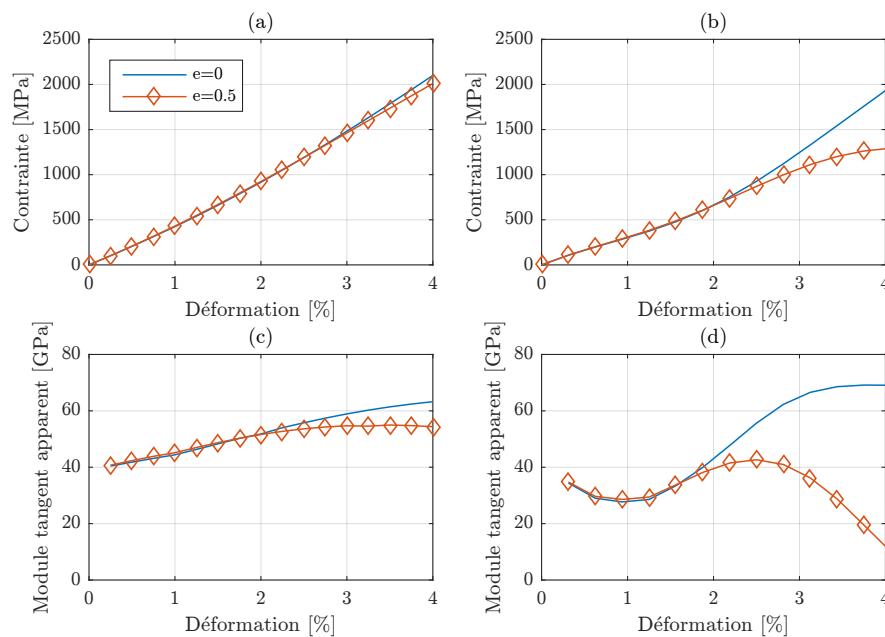 (a)
2500
2000
1500
1000
500
0
Contrainte [MPa]
e=0
e=0.5
0 1 2 3 4
Déformation [%]
(b)
2500
2000
1500
1000
500
0
Contrainte [MPa]
0 1 2 3 4
Déformation [%]
(c)
80
60
40
20
0
Module tangent apparent [GPa]
0 1 2 3 4
Déformation [%]
(d)
80
60
40
20
0
Module tangent apparent [GPa]
0 1 2 3 4
Déformation [%]